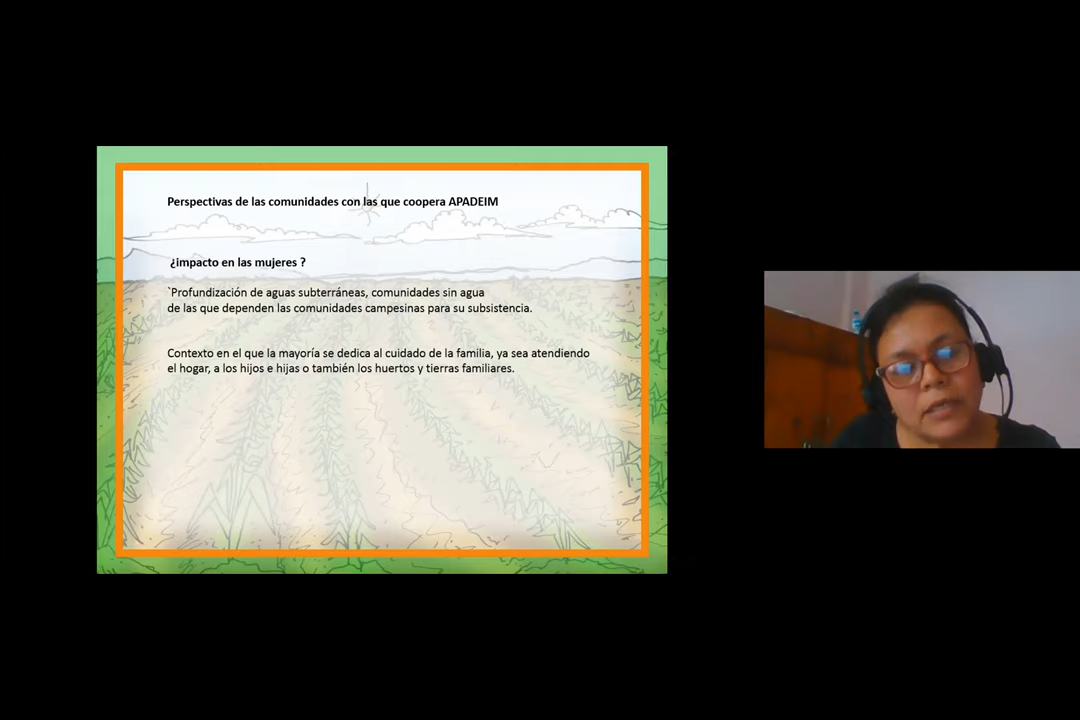 Perspectivas de las comunidades con las que coopera APADEIM
¿impacto en las mujeres ?
`Profundización de aguas subterráneas, comunidades sin agua
de las que dependen las comunidades campesinas para su subsistencia.
Contexto en el que la mayoría se dedica al cuidado de la familia, ya sea atendiendo
el hogar, a los hijos e hijas o también los huertos y tierras familiares.